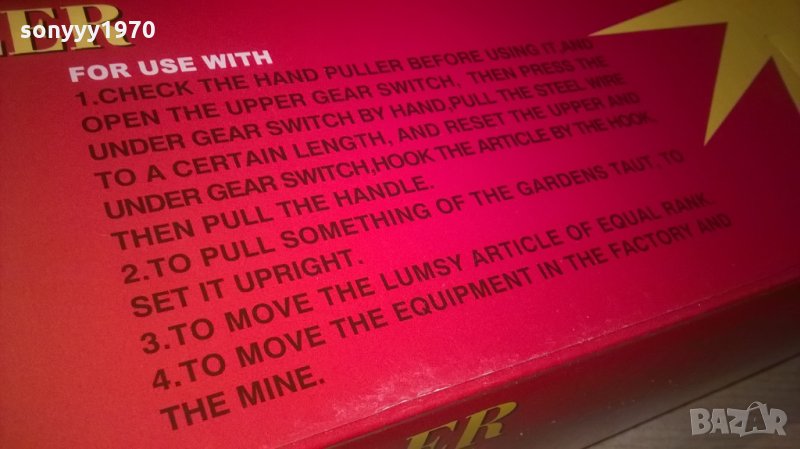 sonyyy1970
LER
FOR USE WITH
1.CHECK THE HAND PULLER BEFORE USING IT,AND
OPEN THE UPPER GEAR SWITCH, THEN PRESS THE
UNDER GEAR SWITCH BY HAND,PULL THE STEEL WIRE
TO A CERTAIN LENGTH, AND RESET THE UPPER AND
UNDER GEAR SWITCH,HOOK THE ARTICLE BY THE HOOK,
THEN PULL THE HANDLE.
2.TO PULL SOMETHING OF THE GARDENS TAUT, TO
SET IT UPRIGHT.
3.TO MOVE THE LUMSY ARTICLE OF EQUAL RANK
4.TO MOVE THE EQUIPMENT IN THE FACTORY AND
THE MINE.
ER
BAZAR